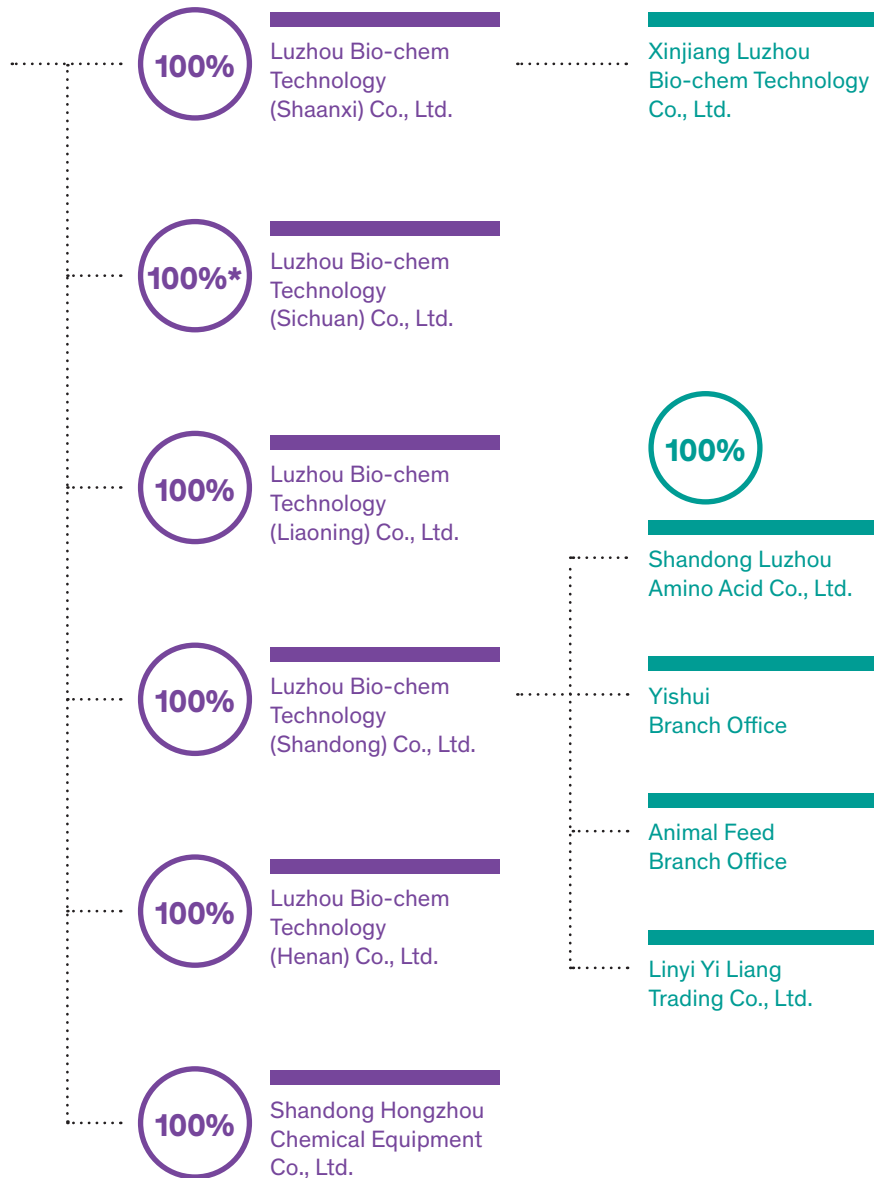 100%
Luzhou Bio-chem
Technology
(Shaanxi) Co., Ltd.
Xinjiang Luzhou
Bio-chem Technology
Co., Ltd.
100%*
Luzhou Bio-chem
Technology
(Sichuan) Co., Ltd.
100%
Luzhou Bio-chem
Technology
(Liaoning) Co., Ltd.
100%
Shandong Luzhou
Amino Acid Co., Ltd.
100%
Luzhou Bio-chem
Technology
(Shandong) Co., Ltd.
Yishui
Branch Office
Animal Feed
Branch Office
100%
Luzhou Bio-chem
Technology
(Henan) Co., Ltd.
Linyi Yi Liang
Trading Co., Ltd.
100%
Shandong Hongzhou
Chemical Equipment
Co., Ltd.